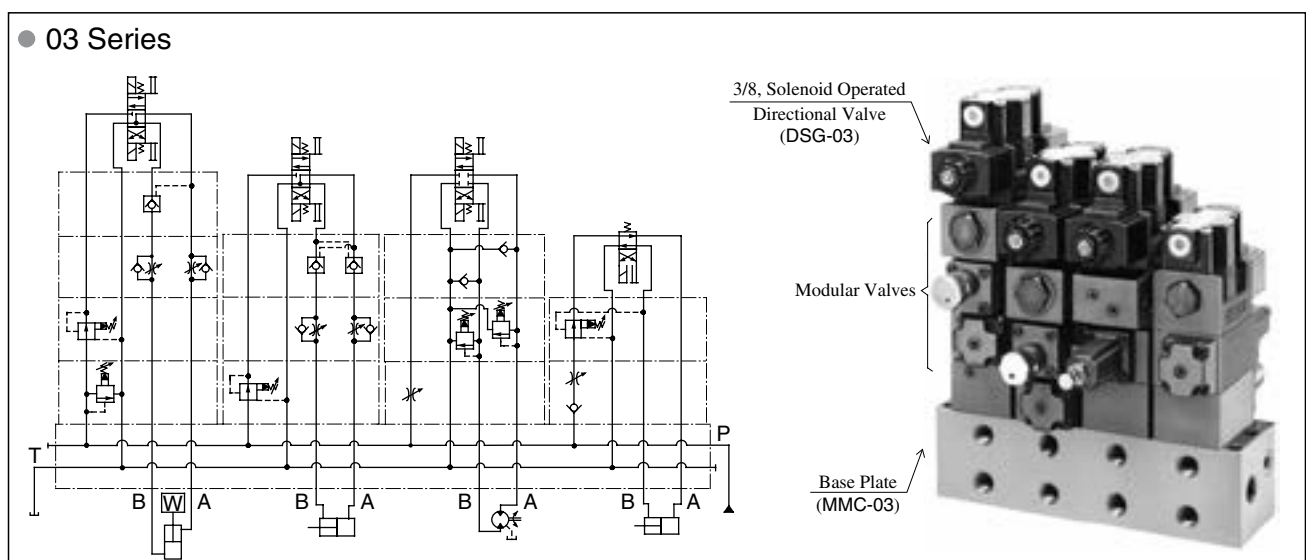 03 Series
3/8, Solenoid Operated
Directional Valve
(DSG-03)
Modular Valves
Base Plate
(MMC-03)
T
P
B W A
B A
B A
B A